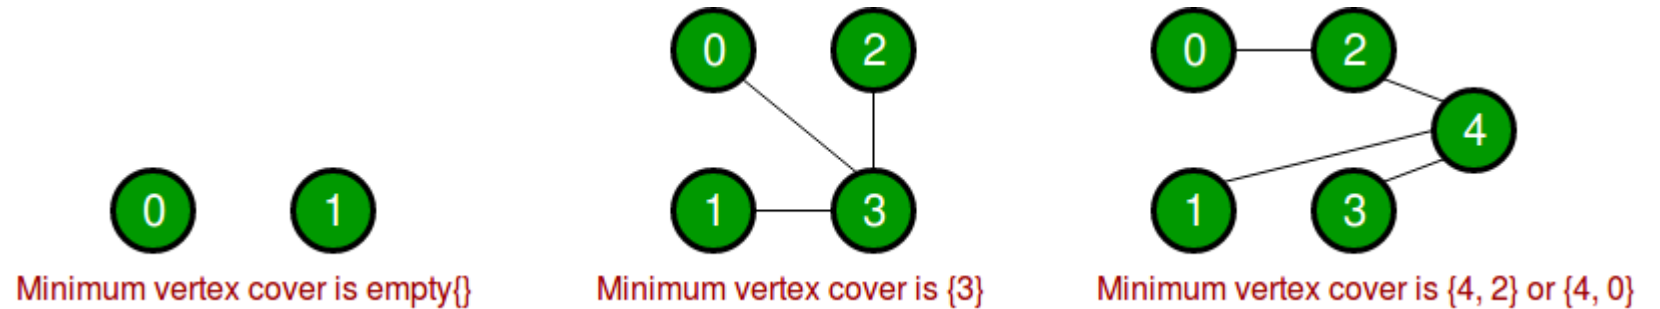 0 2 0 2
4
0 1 1 3 1 3
Minimum vertex cover is empty{} Minimum vertex cover is {3} Minimum vertex cover is {4, 2} or {4, 0}